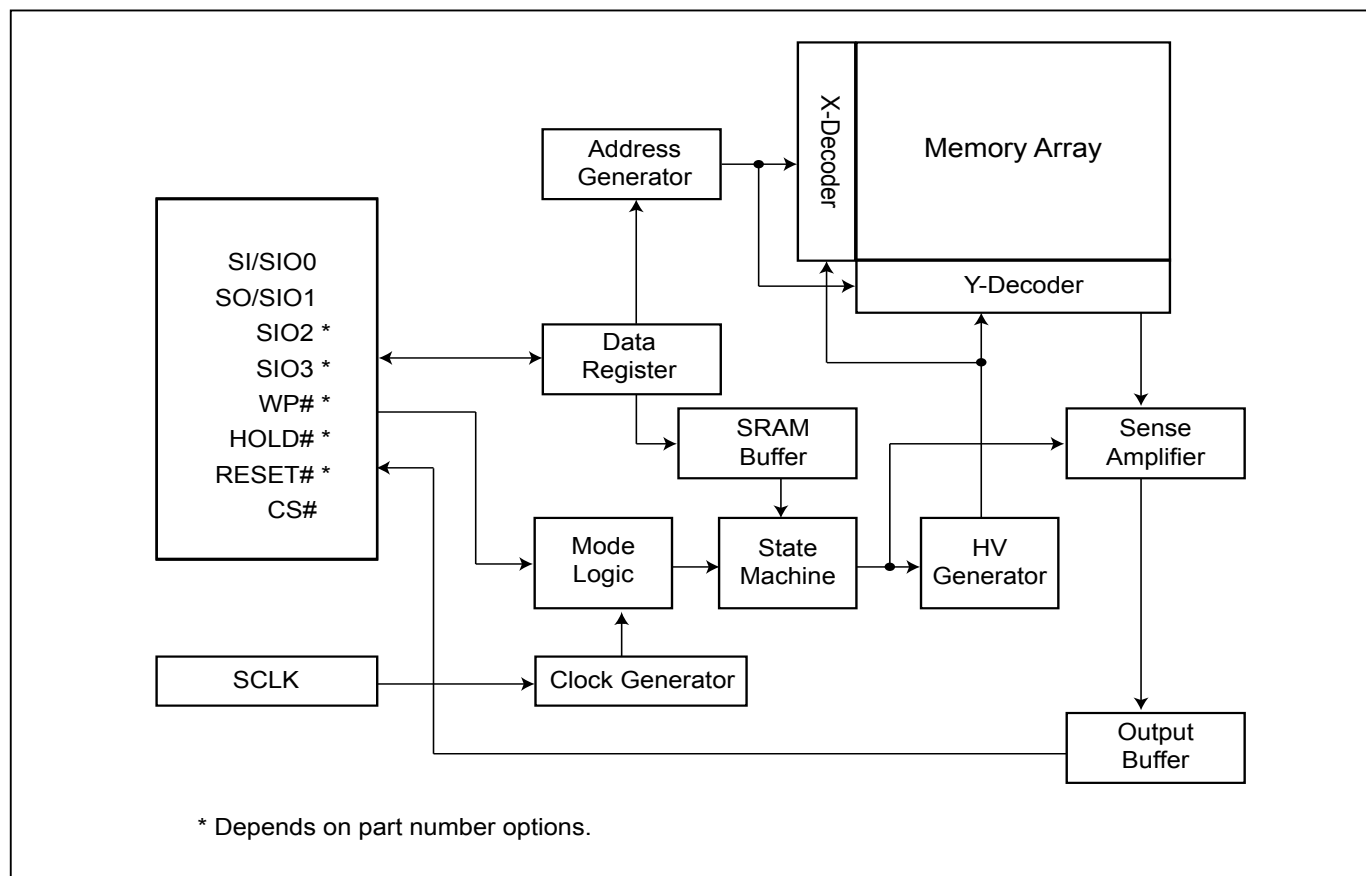 X-Decoder
Memory Array
Address
Generator
Y-Decoder
SI/SIO0
SO/SIO1
SIO2 *
SIO3 *
WP# *
HOLD# *
RESET# *
CS#
Data
Register
SRAM
Buffer
Sense
Amplifier
Mode
Logic
State
Machine
HV
Generator
SCLK
Clock Generator
Output
Buffer
* Depends on part number options.